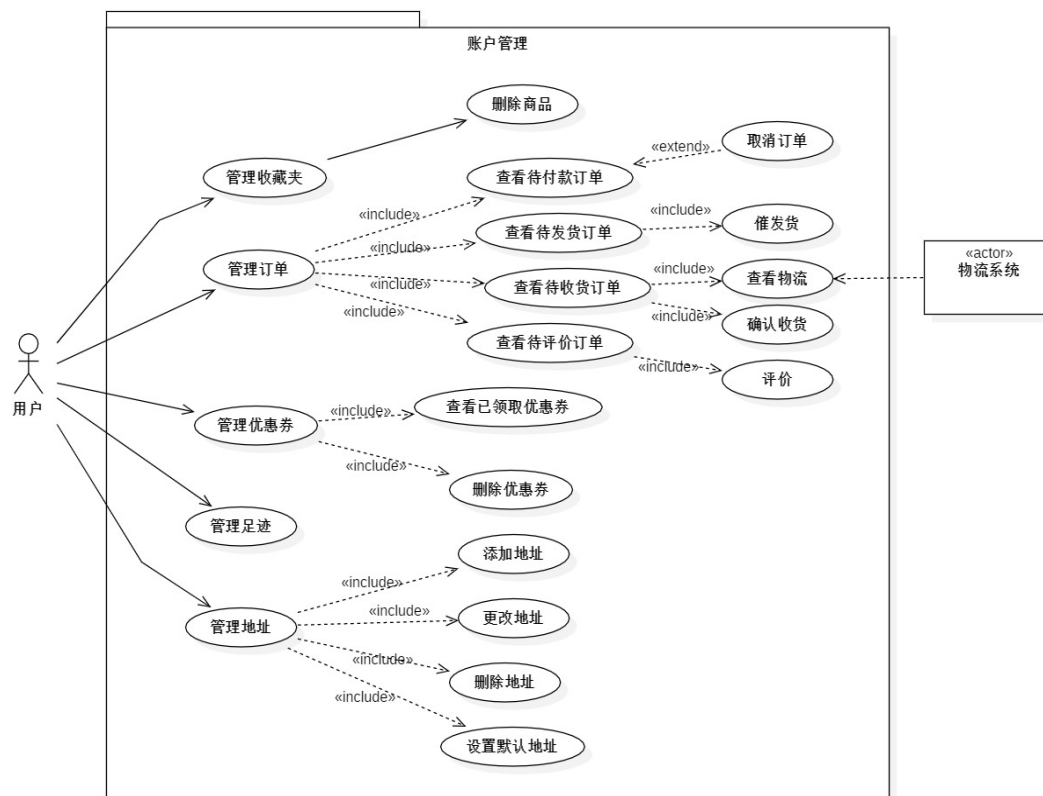 账户管理
删除商品
取消订单
«extend»
管理收藏夹
查看待付款订单
«include»
«include»
催发货
查看待发货订单
«include»
«actor»
物流系统
管理订单
«include»
查看物流
«include»
查看待收货订单
«include»
«include»
确认收货
查看待评价订单
«include»
评价
用户
«include»
查看已领取优惠券
管理优惠券
«include»
删除优惠券
管理足迹
添加地址
«include»
«include»
更改地址
管理地址
«include»
删除地址
«include»
设置默认地址